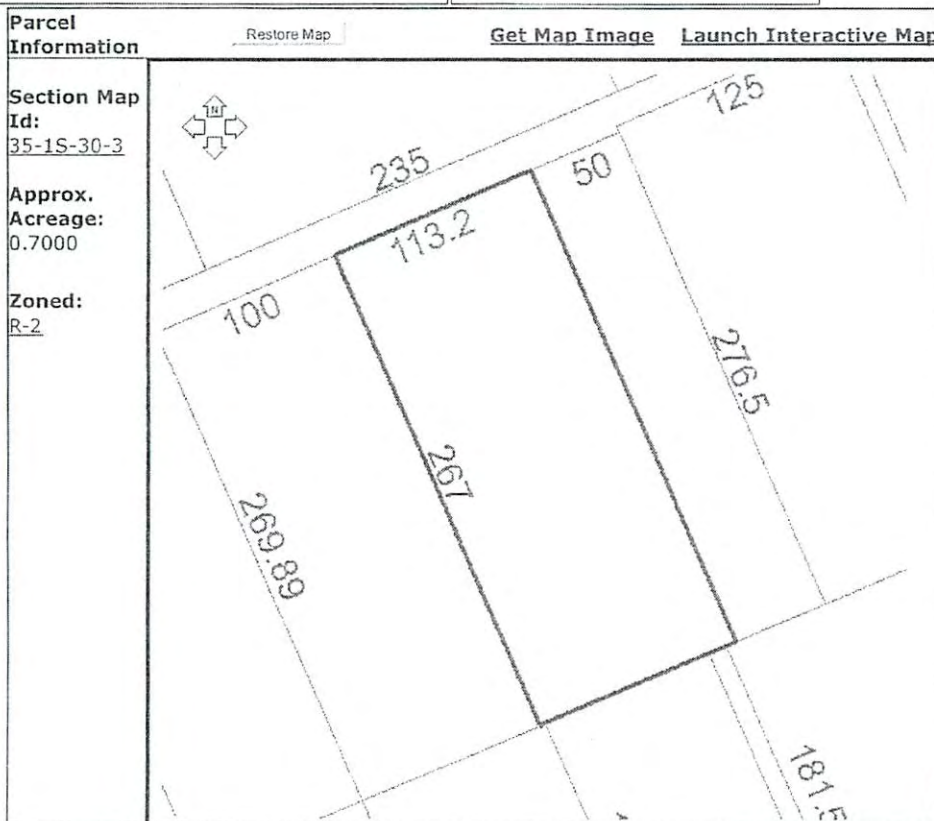 Parcel
Information
Restore Map
Get Map Image
Launch Interactive Map
Section Map
Id:
35-1S-30-3
Approx.
Acreage:
0.7000
Zoned:
R-2
N
125
235
50
113.2
100
276.5
267
269.89
181.5